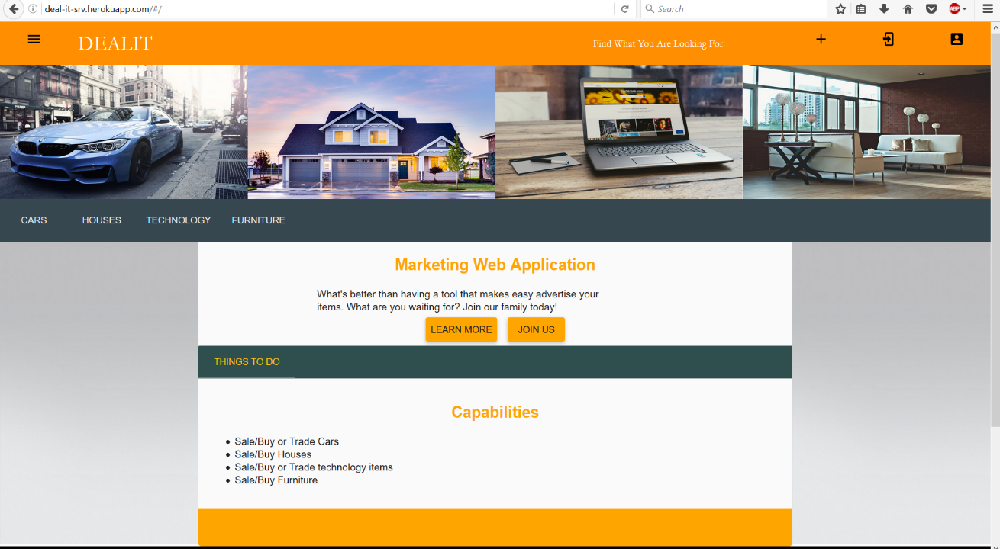 deal-it-srv.herokuapp.com/#/
Search
ABP
DEALIT
Find What You Are Looking For!
CARS HOUSES TECHNOLOGY FURNITURE
Marketing Web Application
What's better than having a tool that makes easy advertise your
items. What are you waiting for? Join our family today!
LEARN MORE JOIN US
THINGS TO DO
Capabilities
Sale/Buy or Trade Cars
Sale/Buy Houses
Sale/Buy or Trade technology items
Sale/Buy Furniture